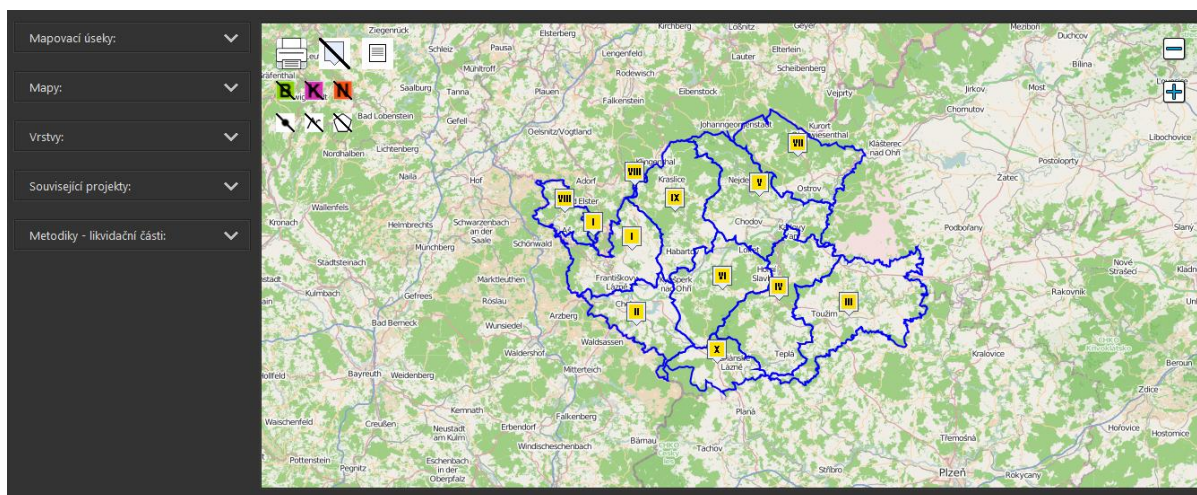 Mapovací úseky:
Mapy:
Vrstvy:
Související projekty:
Metodiky - likvidační části:
B K N
Ziegenrück
Elsterberg
Kirchberg
Lößnitz
Geyer
Meziboří
Duchcov
Schleiz
Pausa
Lengenfeld
Lauter
Elterlein
Scheibenberg
Bílina
Mühltroff
Rodewisch
Saalburg
Tanna
Plauen
Falkenstein
Eibenstock
Vejprty
Jirkov
Most
Chomutov
Bad Lobenstein
Gefell
Oelsnitz/Vogtland
Johanngeorgenstadt
Kurort
Klášterec
nad Ohří
Libochovice
Nordhalben
Lichtenberg
VII
Postoloprty
Naila
Hof
Adorf
VIII
Kraslice
Nejdek
V
Ostrov
Žatec
Wallenfels
VIII
IX
Kronach
Helmbrechts
Schwarzenbach
an der
Saale
I
Chodov
Podbořany
Slaný
Münchberg
Schönwald
I
Stadtsteinach
Marktleuthen
Františkovy
Lázně
VI
Horní
IV
Nové
Strašecí
Kulmbach
Gefrees
Röslau
Arzberg
II
III
Toužim
Rakovník
Bad Berneck
Wunsiedel
Waldsassen
X
Teplá
Kralovice
Waldershof
Lázně
Bayreuth
Weidenberg
Mitterteich
Beroun
Zdice
Waischenfeld
Creußen
Kemnath
Neustadt
am Kulm
Erbendorf
Falkenberg
Planá
Hořovice
Hostomice
Windischeschenbach
Bärnau
Tachov
Třemošná
Pottenstein
Pegnitz
Eschenbach
in der
Oberpfalz
Stříbro
Plzeň
Rokycany